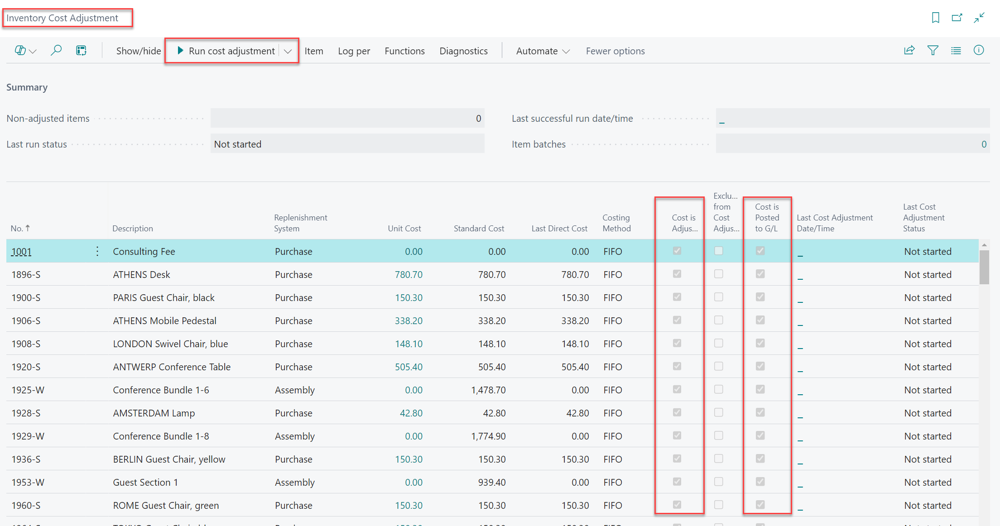 Inventory Cost Adjustment
Show/hide Run cost adjustment Item Log per Functions Diagnostics Automate Fewer options
Summary
Non-adjusted items 0 Last successful run date/time _
Last run status Not started Item batches 0
No. ↑ Description Replenishment System Unit Cost Standard Cost Last Direct Cost Costing Method Cost is Adjus... Exclu... from Cost Adjus... Cost is Posted to G/L Last Cost Adjustment Date/Time Last Cost Adjustment Status
1001 Consulting Fee Purchase 0.00 0.00 0.00 FIFO _ Not started
1896-S ATHENS Desk Purchase 780.70 780.70 780.70 FIFO _ Not started
1900-S PARIS Guest Chair, black Purchase 150.30 150.30 150.30 FIFO _ Not started
1906-S ATHENS Mobile Pedestal Purchase 338.20 338.20 338.20 FIFO _ Not started
1908-S LONDON Swivel Chair, blue Purchase 148.10 148.10 148.10 FIFO _ Not started
1920-S ANTWERP Conference Table Purchase 505.40 505.40 505.40 FIFO _ Not started
1925-W Conference Bundle 1-6 Assembly 0.00 1,478.70 0.00 FIFO _ Not started
1928-S AMSTERDAM Lamp Purchase 42.80 42.80 42.80 FIFO _ Not started
1929-W Conference Bundle 1-8 Assembly 0.00 1,774.90 0.00 FIFO _ Not started
1936-S BERLIN Guest Chair, yellow Purchase 150.30 150.30 150.30 FIFO _ Not started
1953-W Guest Section 1 Assembly 0.00 939.40 0.00 FIFO _ Not started
1960-S ROME Guest Chair, green Purchase 150.30 150.30 150.30 FIFO _ Not started